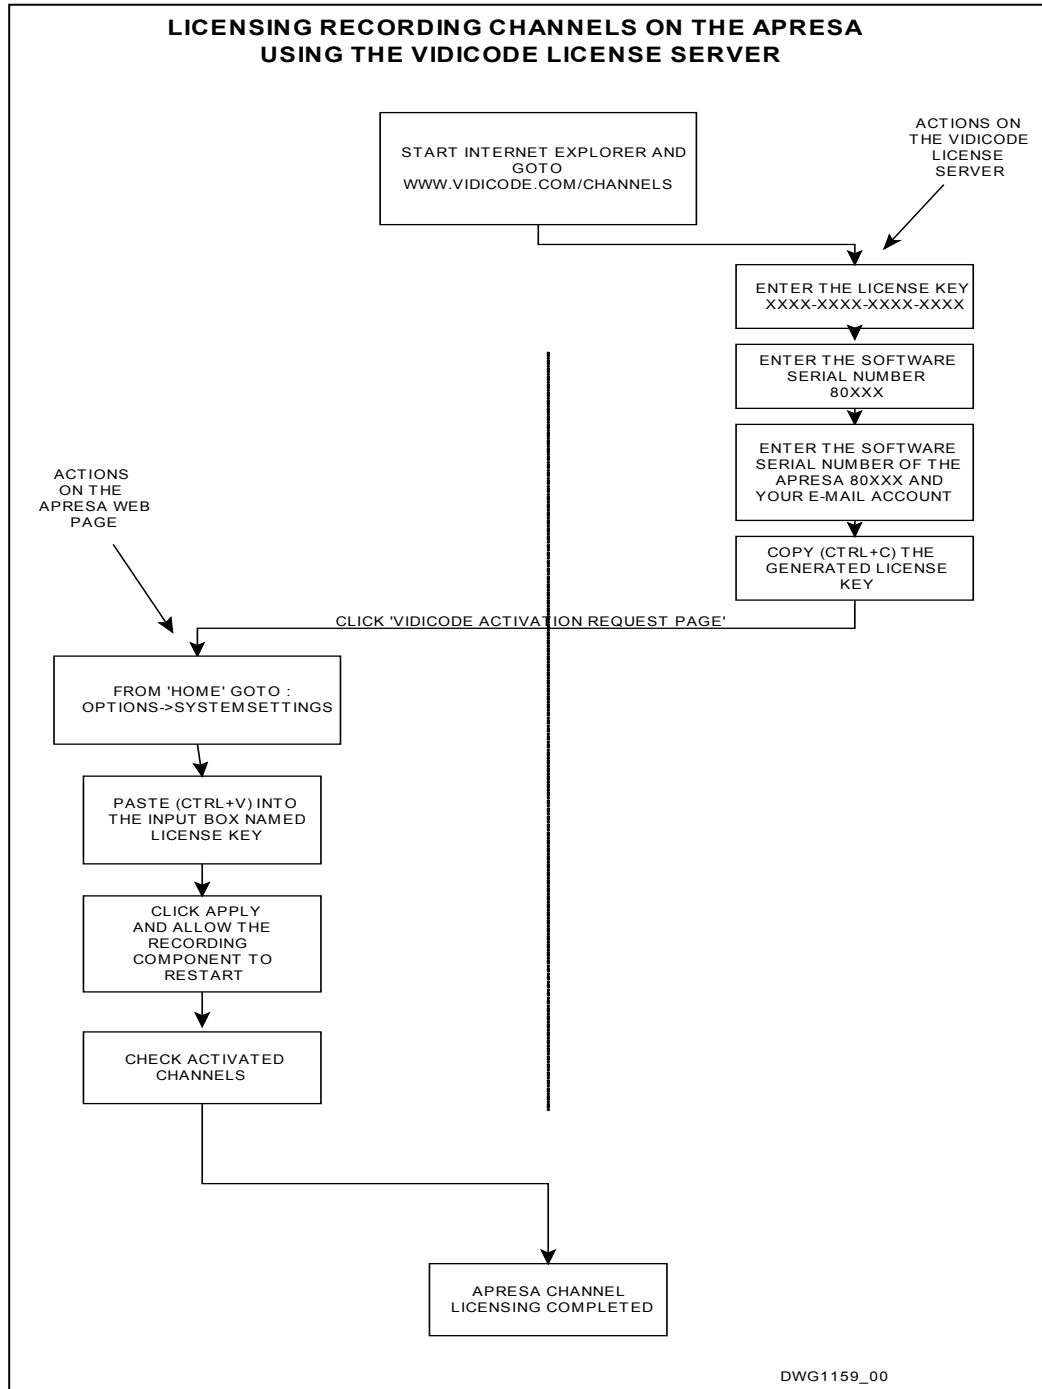 LICENSING RECORDING CHANNELS ON THE APRESA
USING THE VIDICODE LICENSE SERVER
START INTERNET EXPLORER AND
GOTO
WWW.VIDICODE.COM/CHANNELS
ACTIONS ON
THE VIDICODE
LICENSE
SERVER
ENTER THE LICENSE KEY
XXXX-XXXX-XXXX-XXXX
ENTER THE SOFTWARE
SERIAL NUMBER
80XXX
ENTER THE SOFTWARE
SERIAL NUMBER OF THE
APRESA 80XXX AND
YOUR E-MAIL ACCOUNT
COPY (CTRL+C) THE
GENERATED LICENSE
KEY
CLICK 'VIDICODE ACTIVATION REQUEST PAGE'
ACTIONS
ON THE
APRESA WEB
PAGE
FROM 'HOME' GOTO :
OPTIONS->SYSTEMSETTINGS
PASTE (CTRL+V) INTO
THE INPUT BOX NAMED
LICENSE KEY
CLICK APPLY
AND ALLOW THE
RECORDING
COMPONENT TO
RESTART
CHECK ACTIVATED
CHANNELS
APRESA CHANNEL
LICENSING COMPLETED
DWG1159_00